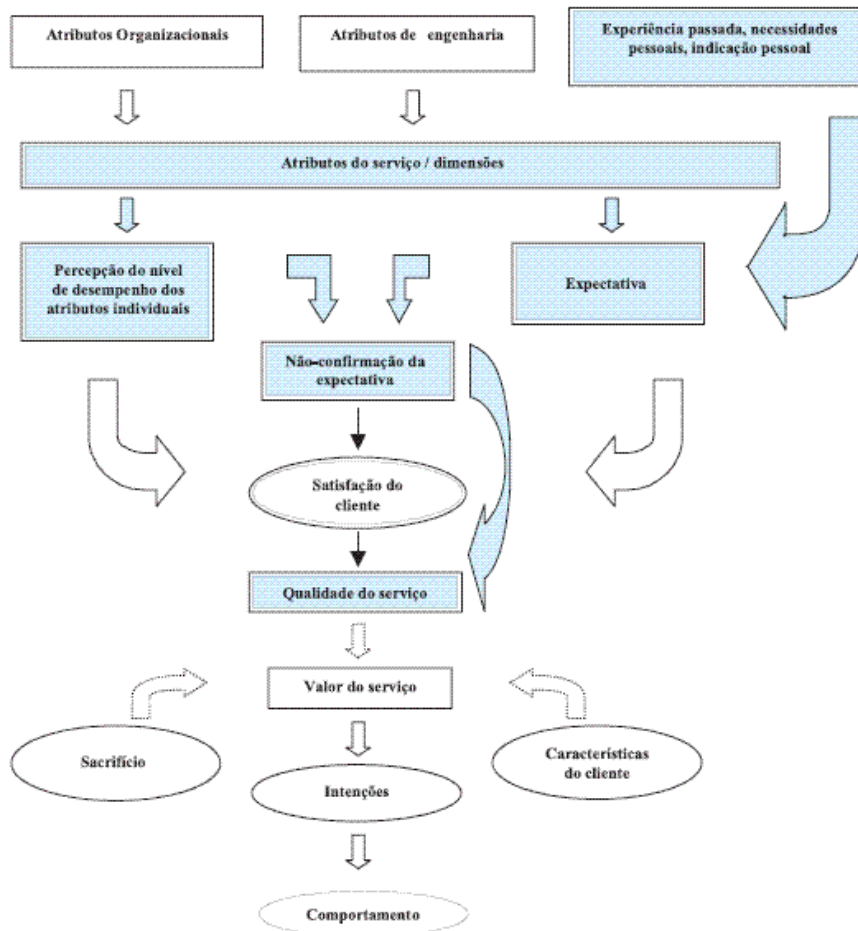 Atributos Organizacionais
Atributos de engenharia
Experiência passada, necessidades
pessoais, indicação pessoal
Atributos do serviço / dimensões
Percepção do nível
de desempenho dos
atributos individuais
Expectativa
Não-confirmação da
expectativa
Satisfação do
cliente
Qualidade do serviço
Valor do serviço
Sacrifício
Características
do cliente
Intenções
Comportamento